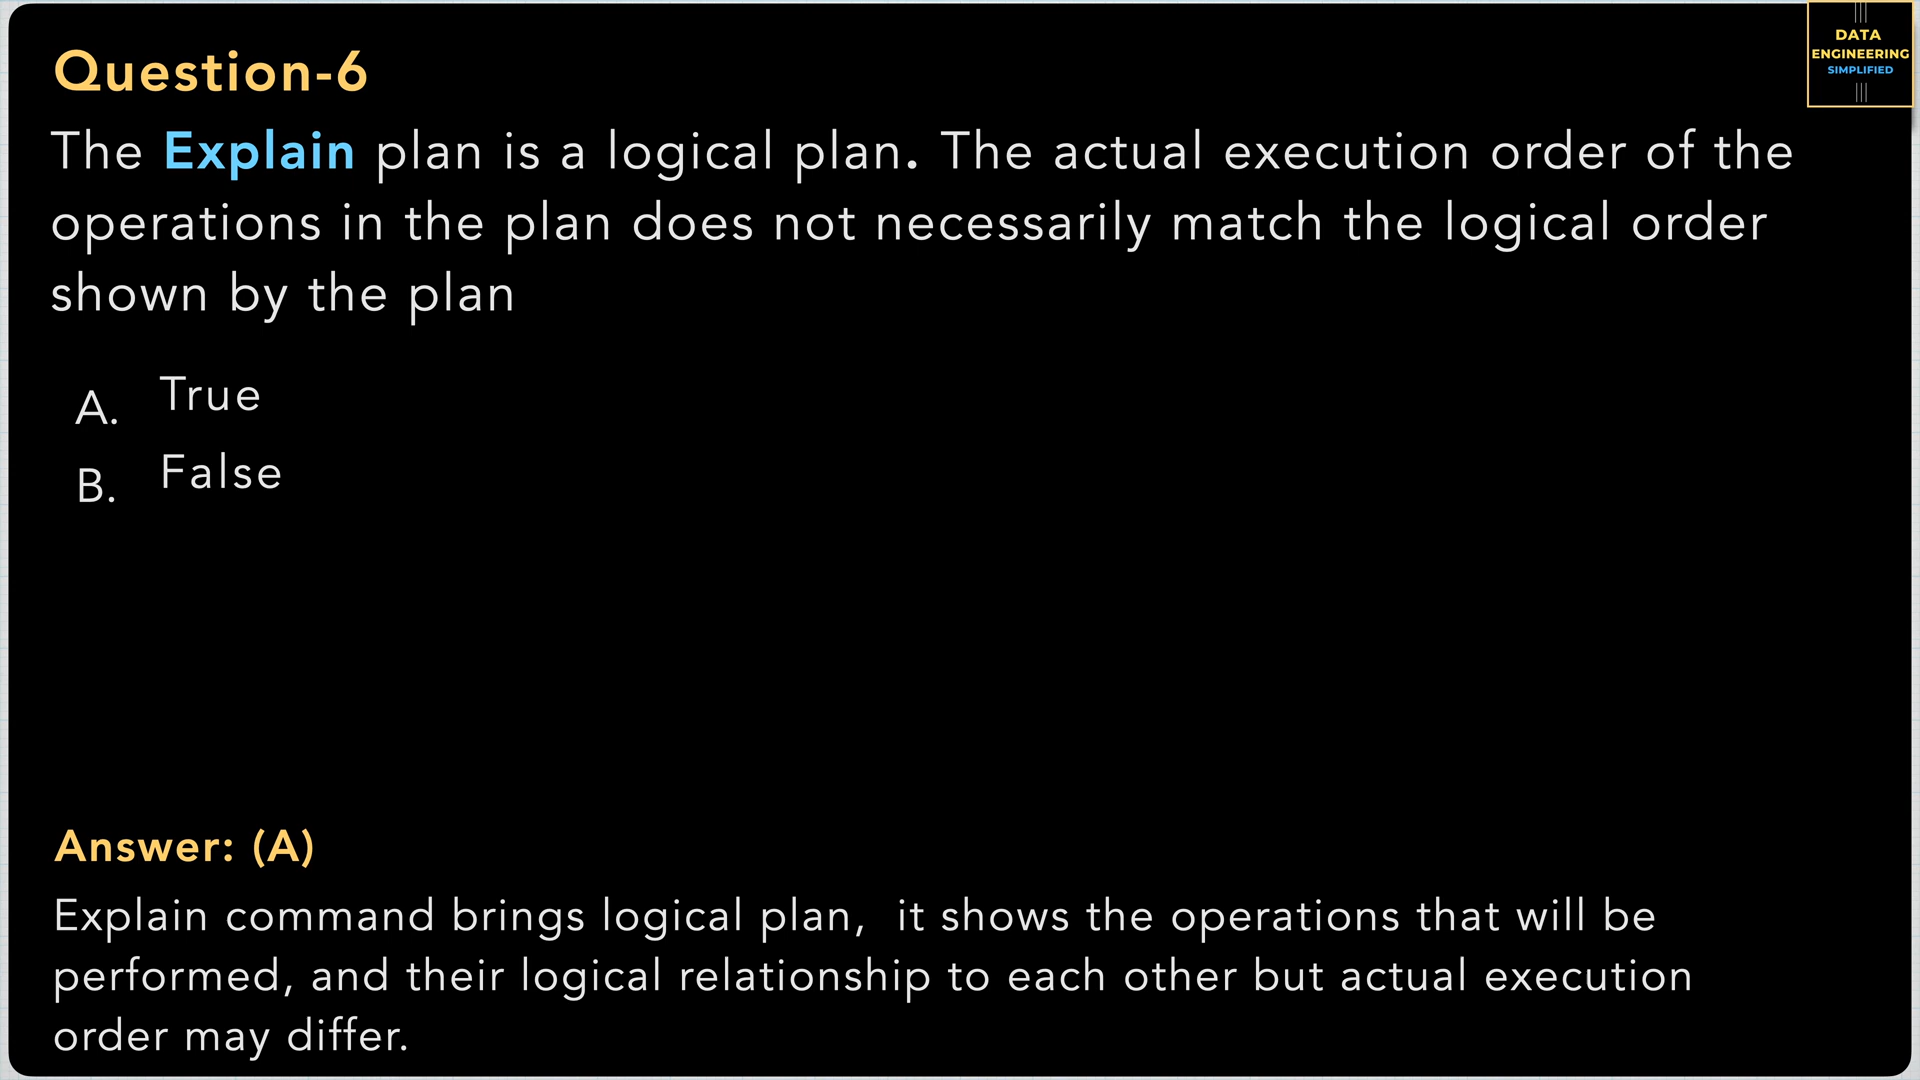 DATA
ENGINEERING
SIMPLIFIED
Question-6
The Explain plan is a logical plan. The actual execution order of the
operations in the plan does not necessarily match the logical order
shown by the plan
A. True
B. False
Answer: (A)
Explain command brings logical plan, it shows the operations that will be
performed, and their logical relationship to each other but actual execution
order may differ.